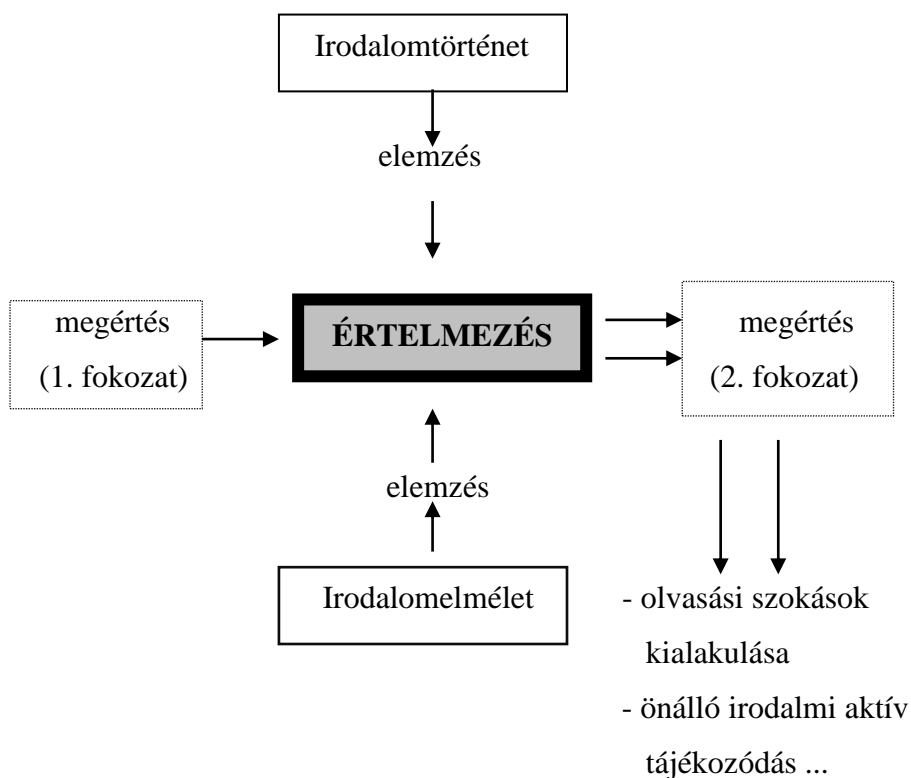 Irodalomtörténet
elemzés
megértés
(1. fokozat)
ÉRTELMEZÉS
megértés
(2. fokozat)
elemzés
Irodalomelmélet
- olvasási szokások
kialakulása
- önálló irodalmi aktív
tájékozódás ...